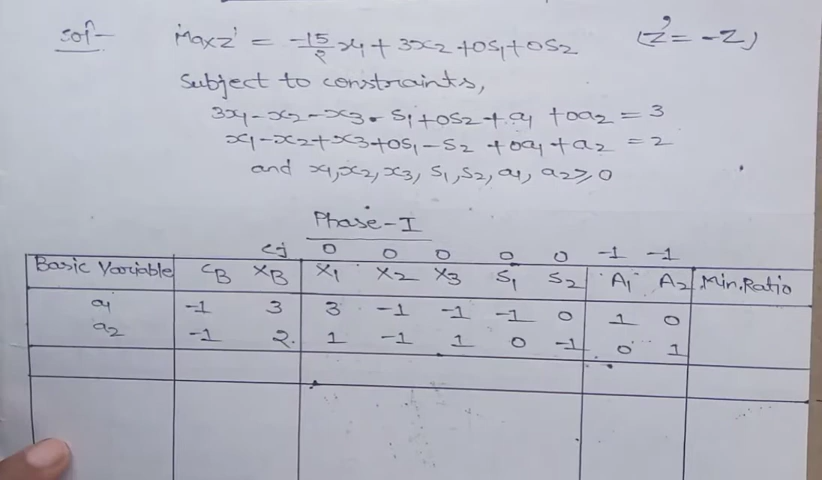 Sol^n-
Max Z' = -15/2 x1 + 3x2 + 0S1 + 0S2 (Z' = -Z)
Subject to constraints,
3x1 - x2 - x3 - S1 + 0S2 + a1 + 0a2 = 3
x1 - x2 + x3 + 0S1 - S2 + 0a1 + a2 = 2
and x1, x2, x3, S1, S2, a1, a2 ≥ 0
Phase-I
Cj 0 0 0 0 0 -1 -1
Basic Variable CB XB X1 X2 X3 S1 S2 A1 A2 Min.Ratio
a1 -1 3 3 -1 -1 -1 0 1 0
a2 -1 2 1 -1 1 0 -1 0 1